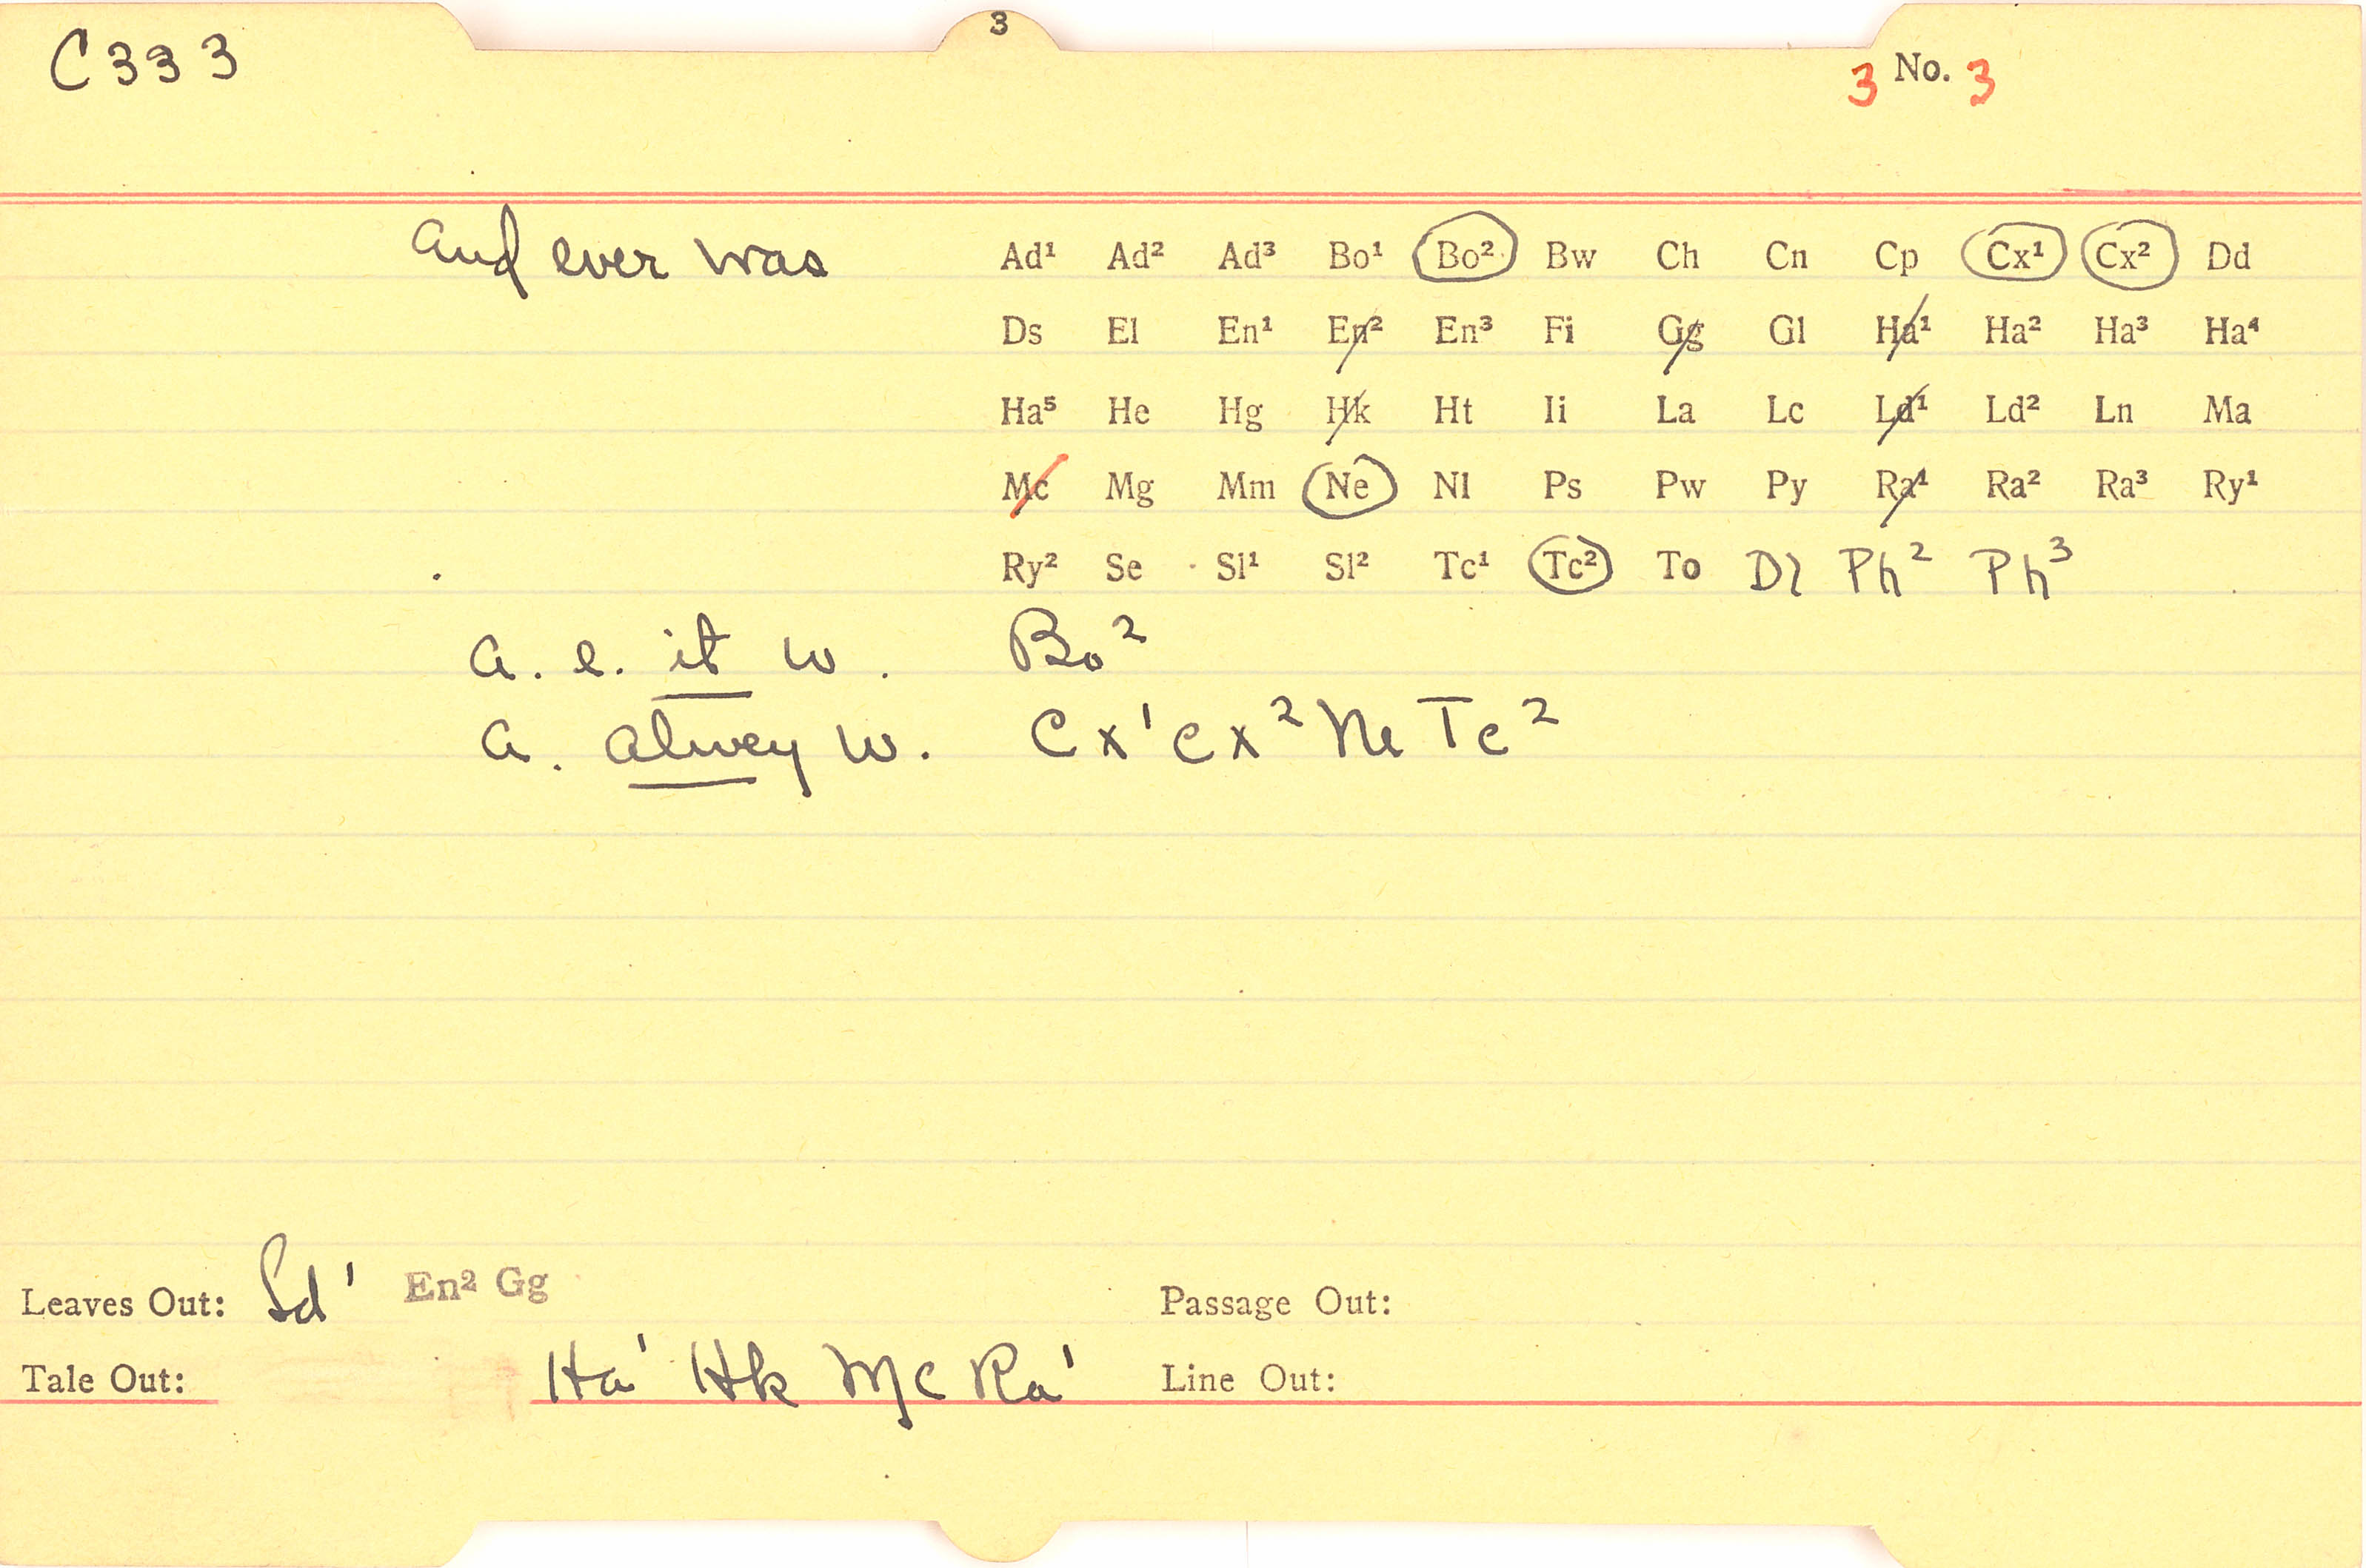 3
C333
3 No. 3
and ever was
Ad¹ Ad² Ad³ Bo¹ Bo² Bw Ch Cn Cp Cx¹ Cx² Dd
Ds El En¹ En² En³ Fi Gg Gl Ha¹ Ha² Ha³ Ha⁴
Ha⁵ He Hg Hk Ht Ii La Lc Ld¹ Ld² Ln Ma
Mc Mg Mm Ne Nl Ps Pw Py Ra¹ Ra² Ra³ Ry¹
Ry² Se Sl¹ Sl² Tc¹ Tc² To Dl Ph² Ph³
a. e. it w. Bo²
a. alwey w. Cx¹ Cx² Ne Tc²
Leaves Out: Ld¹ En² Gg
Passage Out:
Tale Out: Ha¹ Hk Mc Ra¹
Line Out: